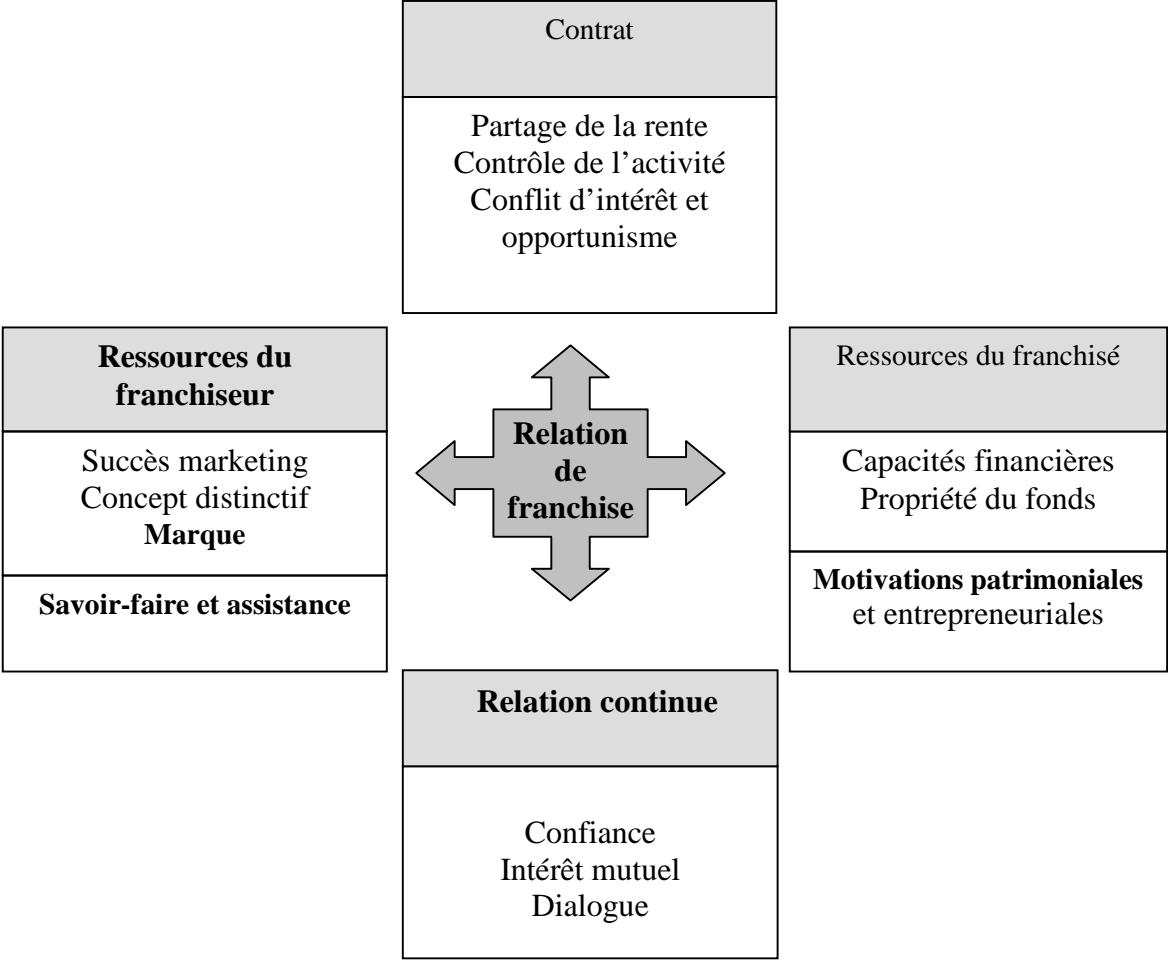 Contrat
Partage de la rente
Contrôle de l’activité
Conflit d’intérêt et
opportunisme
Ressources du
franchiseur
Succès marketing
Concept distinctif
Marque
Savoir-faire et assistance
Relation
de
franchise
Ressources du franchisé
Capacités financières
Propriété du fonds
Motivations patrimoniales
et entrepreneuriales
Relation continue
Confiance
Intérêt mutuel
Dialogue